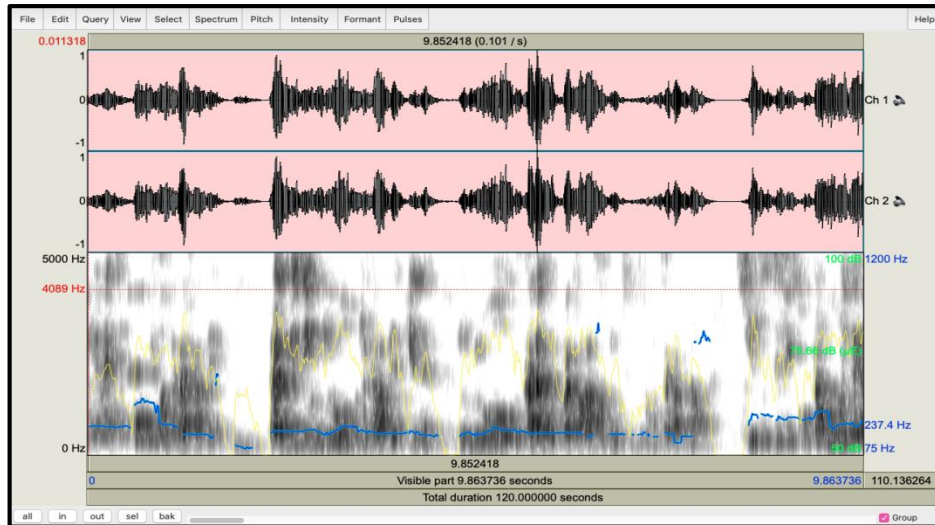 File Edit Query View Select Spectrum Pitch Intensity Formant Pulses Help
0.011318 9.852418 (0.101 / s)
1
0 Ch 1
-1
1
0 Ch 2
-1
5000 Hz 100 dB 1200 Hz
4089 Hz
237.4 Hz
0 Hz 50 dB 75 Hz
9.852418
0 Visible part 9.863736 seconds 9.863736 110.136264
Total duration 120.000000 seconds
all in out sel bak Group